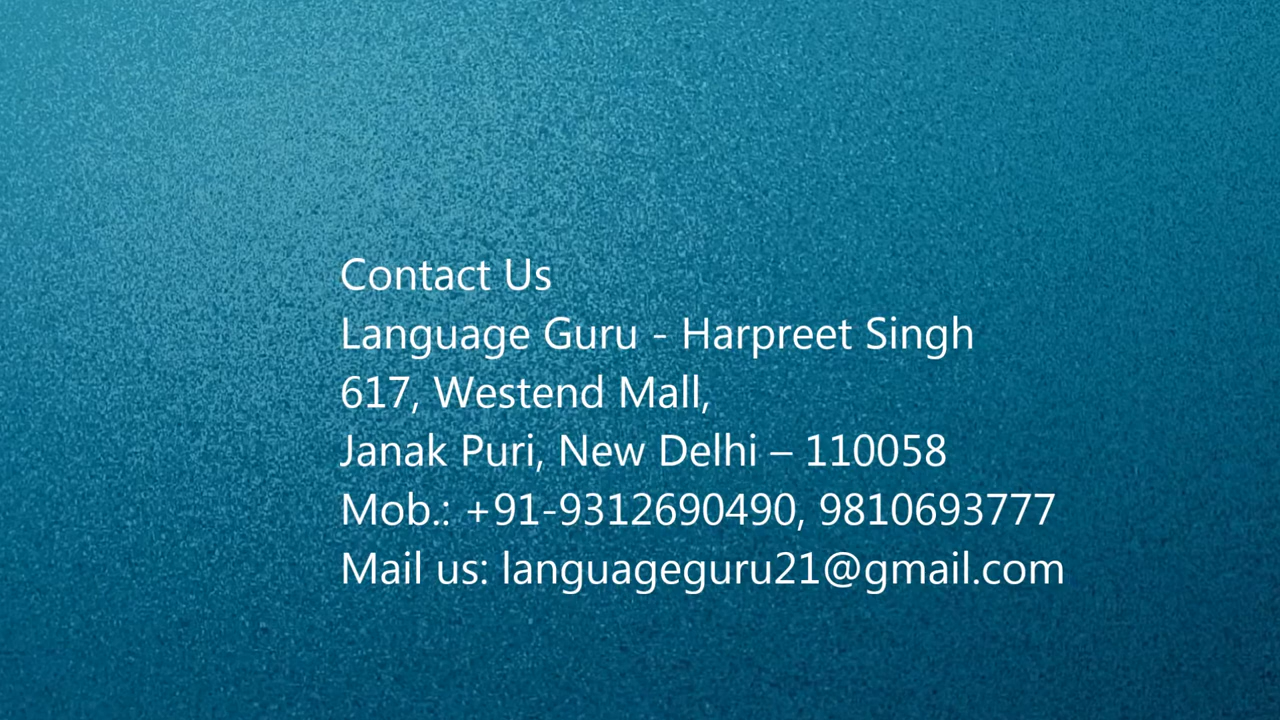 Contact Us
Language Guru - Harpreet Singh
617, Westend Mall,
Janak Puri, New Delhi – 110058
Mob.: +91-9312690490, 9810693777
Mail us: languageguru21@gmail.com